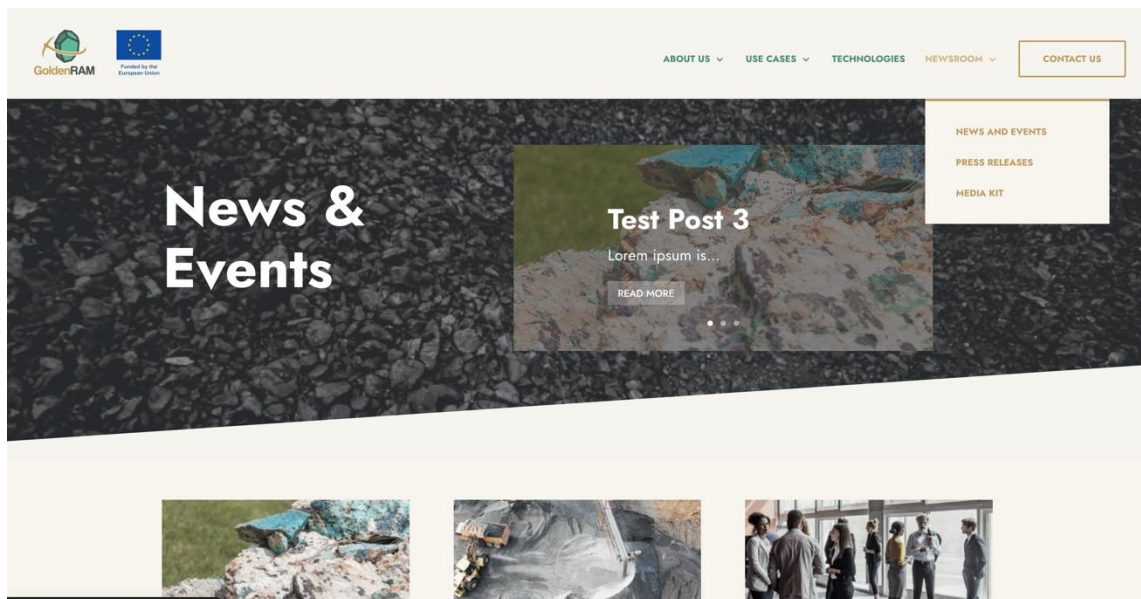 GoldenRAM
Funded by the
European Union
ABOUT US
USE CASES
TECHNOLOGIES
NEWSROOM
CONTACT US
NEWS AND EVENTS
PRESS RELEASES
MEDIA KIT
News &
Events
Test Post 3
Lorem ipsum is...
READ MORE